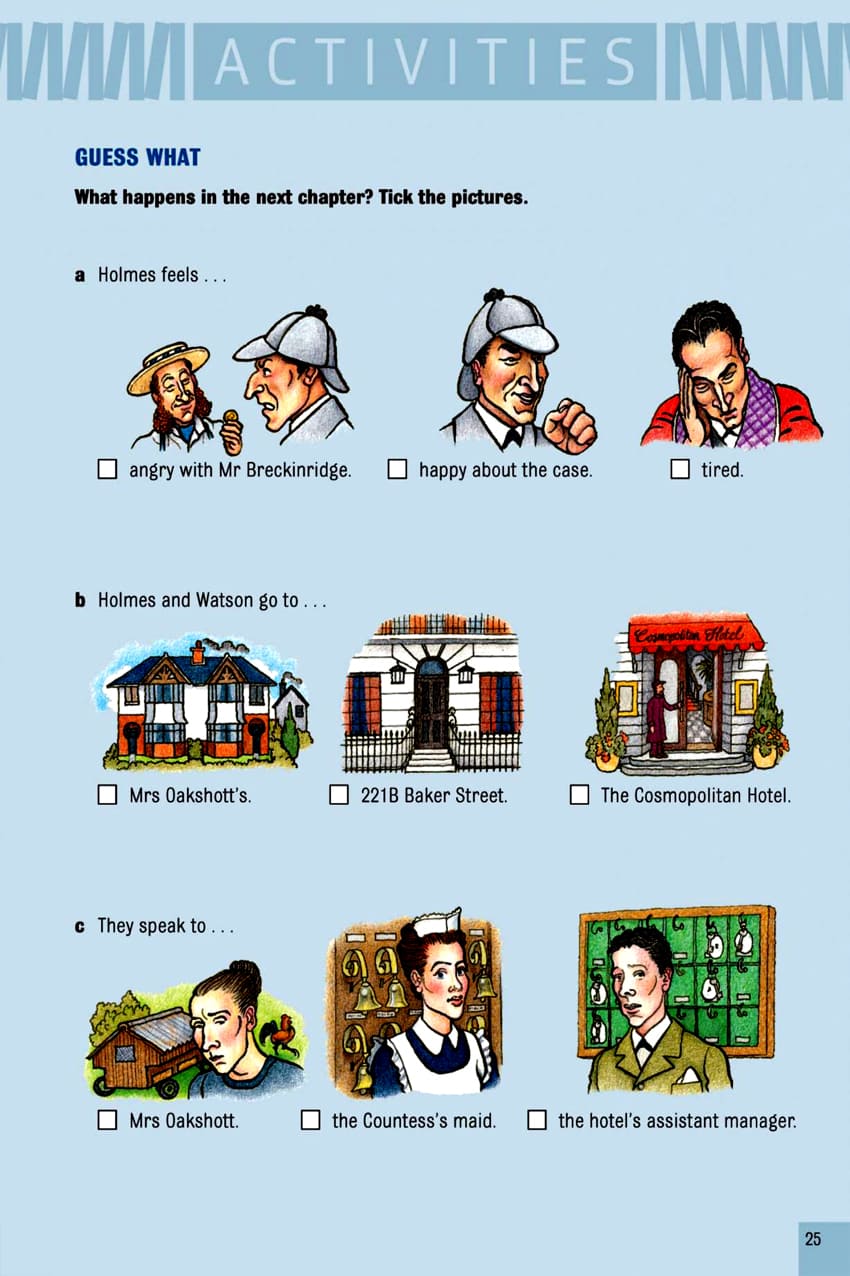 ACTIVITIES
GUESS WHAT
What happens in the next chapter? Tick the pictures.
a Holmes feels . . .
angry with Mr Breckinridge.
happy about the case.
tired.
b Holmes and Watson go to . . .
Cosmopolitan Hotel
Mrs Oakshott's.
221B Baker Street.
The Cosmopolitan Hotel.
c They speak to . . .
Mrs Oakshott.
the Countess's maid.
the hotel's assistant manager.
25